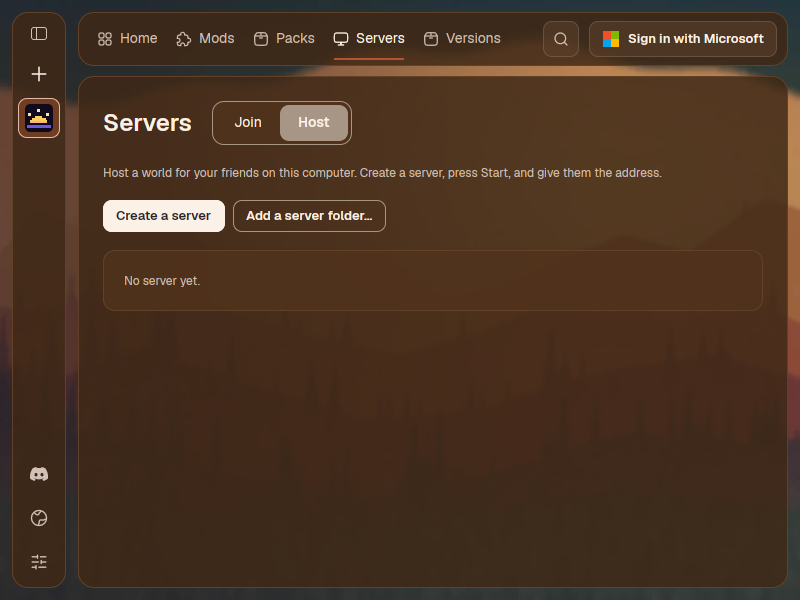 Home
Mods
Packs
Servers
Versions
Sign in with Microsoft
Servers
Join
Host
Host a world for your friends on this computer. Create a server, press Start, and give them the address.
Create a server
Add a server folder...
No server yet.